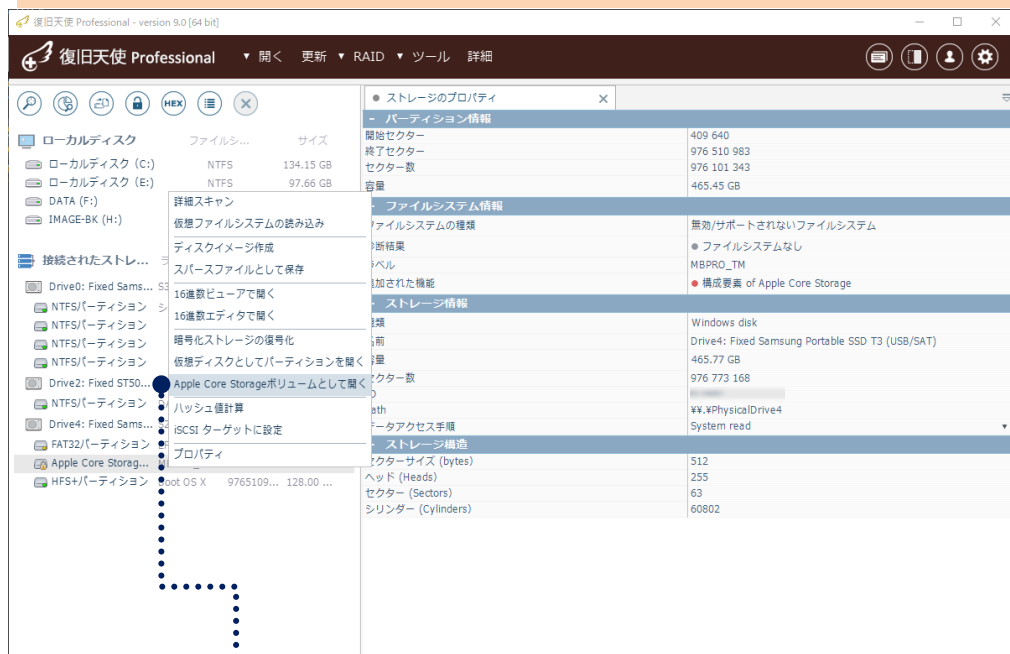 復旧天使 Professional - version 9.0 [64 bit]
復旧天使 Professional ▼ 開く 更新 ▼ RAID ▼ ツール 詳細
HEX
ローカルディスク ファイルシ... サイズ
ローカルディスク (C:) NTFS 134.15 GB
ローカルディスク (E:) NTFS 97.66 GB
DATA (F:)
IMAGE-BK (H:)
接続されたストレ...
Drive0: Fixed Sams...
NTFSパーティション
NTFSパーティション
NTFSパーティション
NTFSパーティション
Drive2: Fixed ST50...
NTFSパーティション
Drive4: Fixed Sams...
FAT32パーティション
Apple Core Storag...
HFS+パーティション Boot OS X 9765109... 128.00 ...
詳細スキャン
仮想ファイルシステムの読み込み
ディスクイメージ作成
スパースファイルとして保存
16進数ビューアで開く
16進数エディタで開く
暗号化ストレージの復号化
仮想ディスクとしてパーティションを開く
Apple Core Storageボリュームとして開く
ハッシュ値計算
iSCSI ターゲットに設定
プロパティ
ストレージのプロパティ
- パーティション情報
開始セクター 409 640
終了セクター 976 510 983
セクター数 976 101 343
容量 465.45 GB
- ファイルシステム情報
ファイルシステムの種類 無効/サポートされないファイルシステム
診断結果 ファイルシステムなし
ラベル MBPRO_TM
追加された機能 構成要素 of Apple Core Storage
- ストレージ情報
種類 Windows disk
名前 Drive4: Fixed Samsung Portable SSD T3 (USB/SAT)
容量 465.77 GB
セクター数 976 773 168
ID
Path ¥¥.¥PhysicalDrive4
データアクセス手順 System read
- ストレージ構造
セクターサイズ (bytes) 512
ヘッド (Heads) 255
セクター (Sectors) 63
シリンダー (Cylinders) 60802